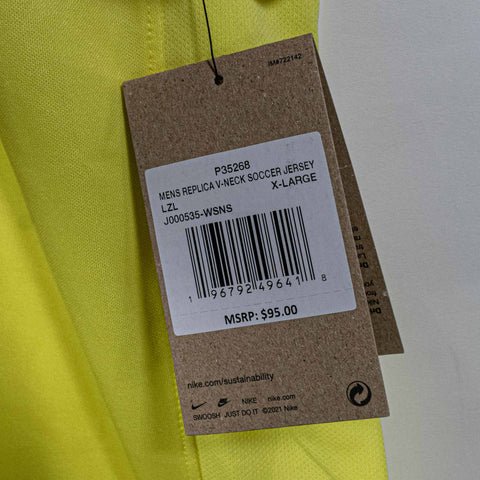 IM#722142
P35268
MENS REPLICA V-NECK SOCCER JERSEY
LZL X-LARGE
J000535-WSNS
1 96792 49641 8
MSRP: $95.00
nike.com/sustainability
NIKE nike.com
SWOOSH JUST DO IT ©2021 Nike